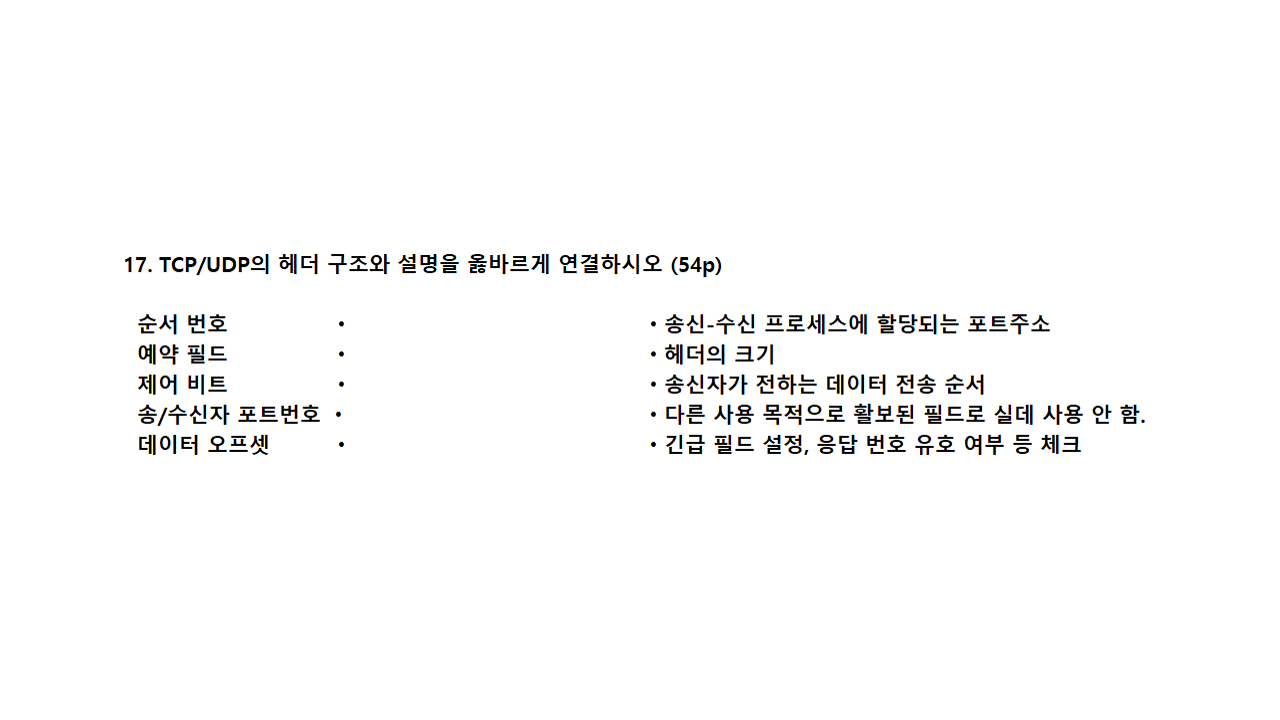 17. TCP/UDP의 헤더 구조와 설명을 옳바르게 연결하시오 (54p)
순서 번호 • • 송신-수신 프로세스에 할당되는 포트주소
예약 필드 • • 헤더의 크기
제어 비트 • • 송신자가 전하는 데이터 전송 순서
송/수신자 포트번호 • • 다른 사용 목적으로 활보된 필드로 실데 사용 안 함.
데이터 오프셋 • • 긴급 필드 설정, 응답 번호 유호 여부 등 체크